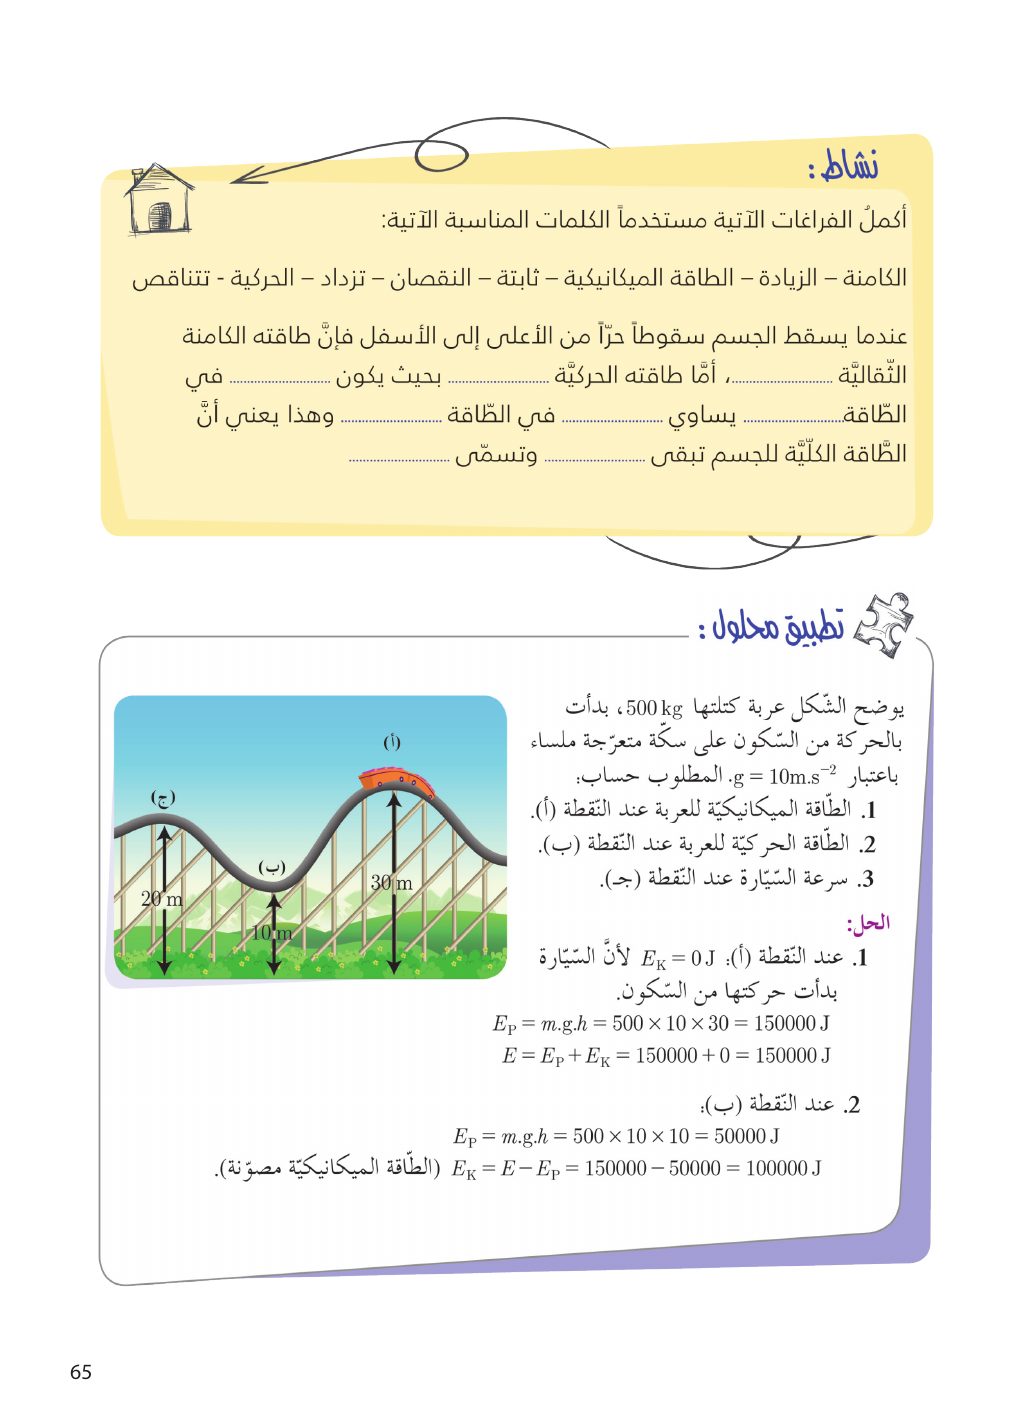 نشاط :
أكملُ الفراغات الآتية مستخدماً الكلمات المناسبة الآتية:
الكامنة – الزيادة – الطاقة الميكانيكية – ثابتة – النقصان – تزداد – الحركية - تتناقص
عندما يسقط الجسم سقوطاً حرّاً من الأعلى إلى الأسفل فإنَّ طاقته الكامنة
الثّقاليَّة ............................، أمَّا طاقته الحركيَّة ............................ بحيث يكون ............................ في
الطّاقة............................ يساوي ............................ في الطّاقة ............................ وهذا يعني أنَّ
الطَّاقة الكلّيَّة للجسم تبقى ............................ وتسمّى ............................
تطبيق محلول :
يوضح الشّكل عربة كتلتها 500 kg، بدأت
بالحركة من السّكون على سكّة متعرّجة ملساء
باعتبار g = 10m.s⁻². المطلوب حساب:
1. الطّاقة الميكانيكيّة للعربة عند النّقطة (أ).
2. الطّاقة الحركيّة للعربة عند النّقطة (ب).
3. سرعة السّيّارة عند النّقطة (جـ).
(أ)
(ج)
(ب)
30 m
20 m
10 m
الحل:
1. عند النّقطة (أ): E_K = 0 J لأنَّ السّيّارة
بدأت حركتها من السّكون.
E_P = m.g.h = 500 × 10 × 30 = 150000 J
E = E_P + E_K = 150000 + 0 = 150000 J
2. عند النّقطة (ب):
E_P = m.g.h = 500 × 10 × 10 = 50000 J
E_K = E − E_P = 150000 − 50000 = 100000 J (الطّاقة الميكانيكيّة مصوّنة).
65